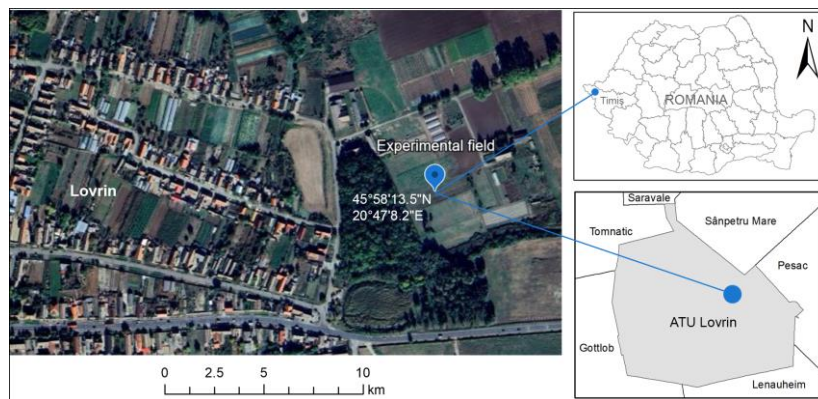 Experimental field
45°58'13.5"N
20°47'8.2"E
Lovrin
0 2.5 5 10
km
N
Timiș
ROMANIA
Saravale
Tomnatic
Sânpetru Mare
Pesac
ATU Lovrin
Gottlob
Lenauheim